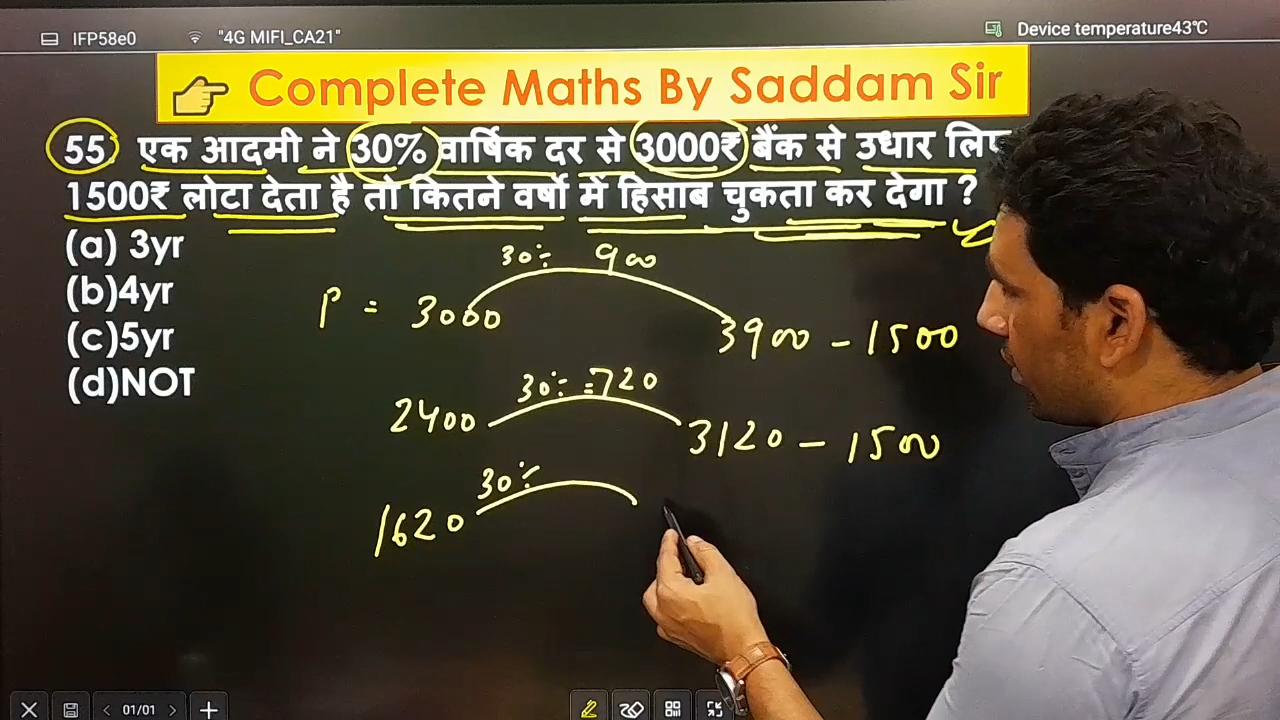 IFP58e0 "4G MIFI_CA21" Device temperature43℃
Complete Maths By Saddam Sir
55. एक आदमी ने 30% वार्षिक दर से 3000₹ बैंक से उधार
1500₹ लोटा देता है तो कितने वर्षो में हिसाब चुकता कर देगा ?
(a) 3yr
(b)4yr
(c)5yr
(d)NOT
30% 900
P = 3000
3900 - 1500
30% = 720
2400
3120 - 1500
30%
1620
01/01